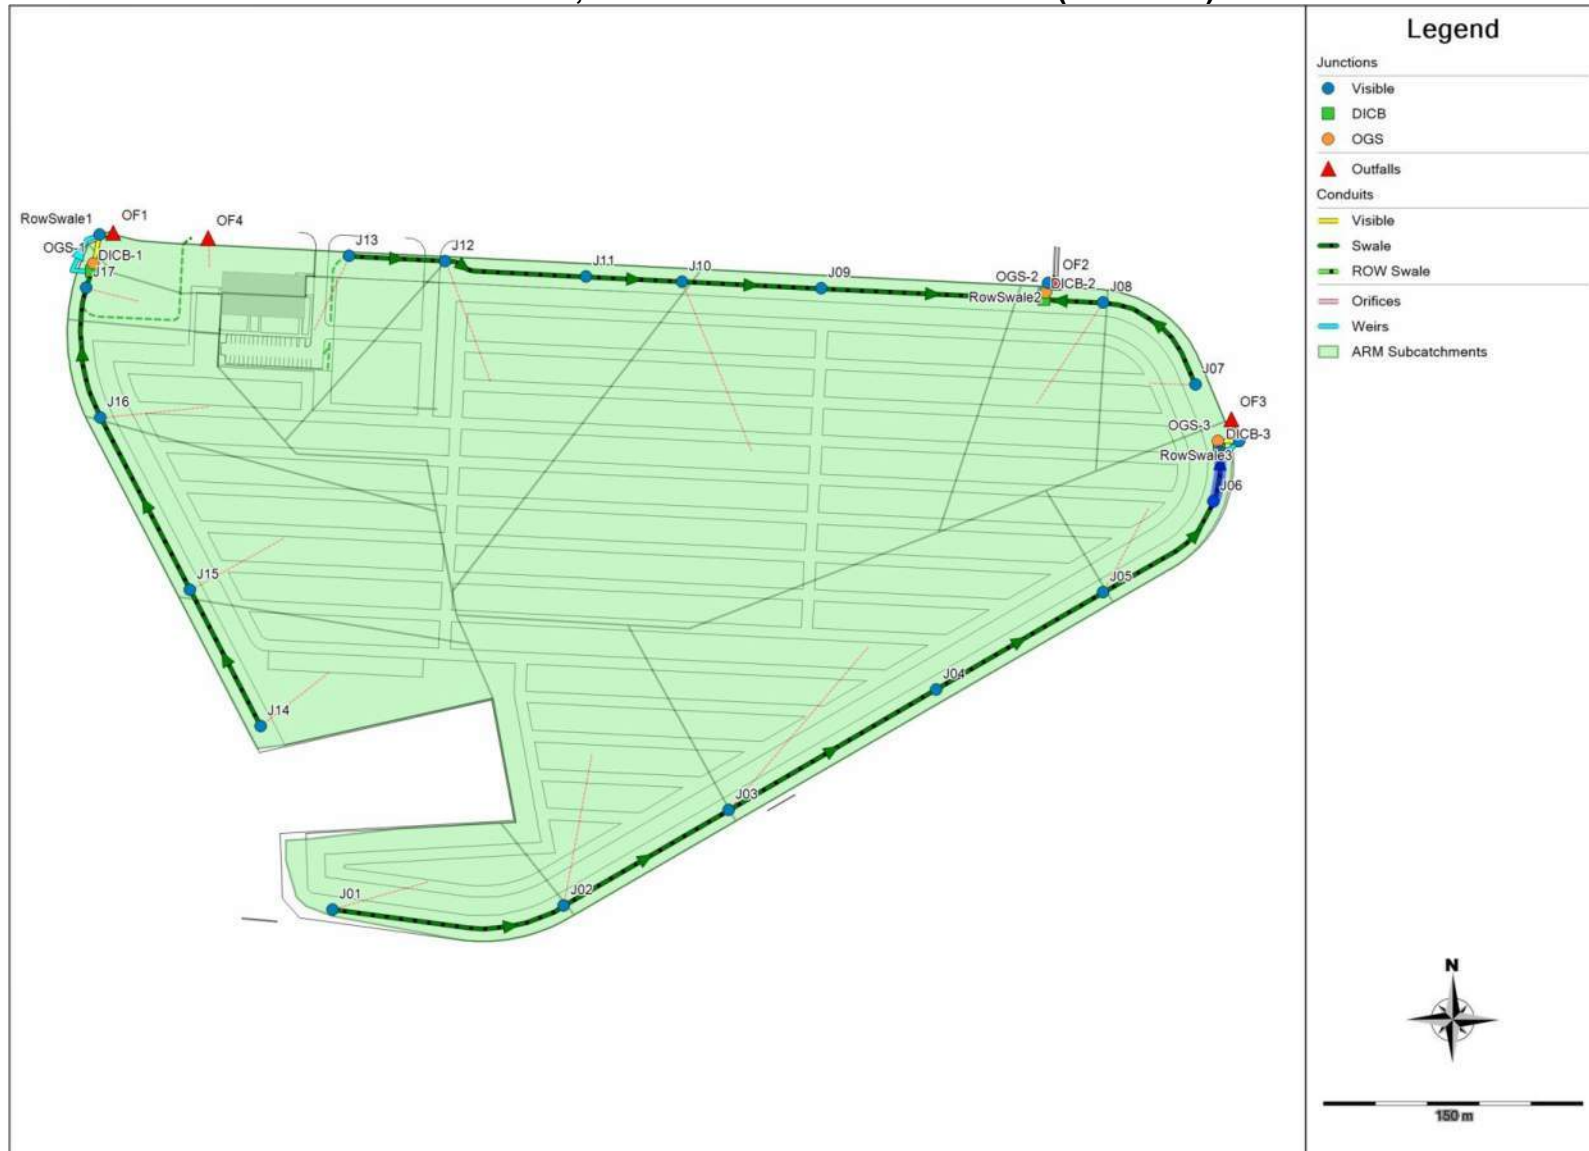 Legend
Junctions
Visible
DICB
OGS
Outfalls
Conduits
Visible
Swale
ROW Swale
Orifices
Weirs
ARM Subcatchments
RowSwale1
OF1
OF4
OGS-1
DICB-1
J17
J13
J12
J11
J10
J09
OGS-2
OF2
DICB-2
RowSwale2
J08
J07
OF3
OGS-3
DICB-3
RowSwale3
J06
J16
J15
J05
J14
J04
J03
J01
J02
N
150 m